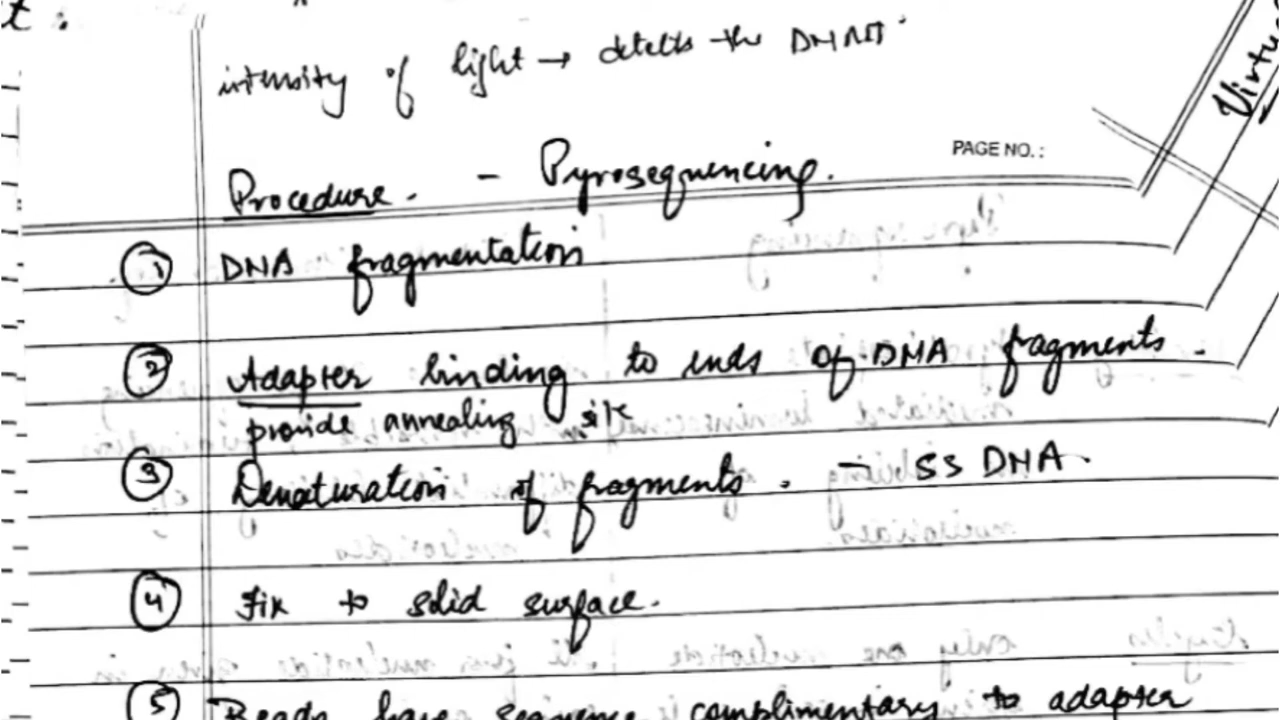 t :
intensity of light → detects the
Virtu
PAGE NO.:
Procedure. - Pyrosequencing.
① DNA fragmentation
② Adapter binding to ends of DNA fragments.
provide annealing site
③ Denaturation of fragments. - SS DNA.
④ Fix to solid surface.
⑤ Beads have sequence complimentary to adapter